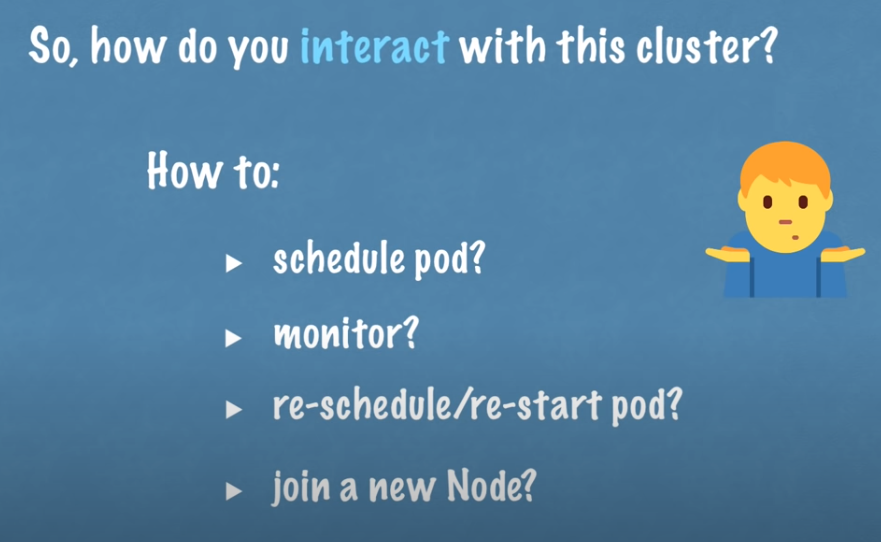 So, how do you interact with this cluster?
How to:
▸ schedule pod?
▸ monitor?
▸ re-schedule/re-start pod?
▸ join a new Node?